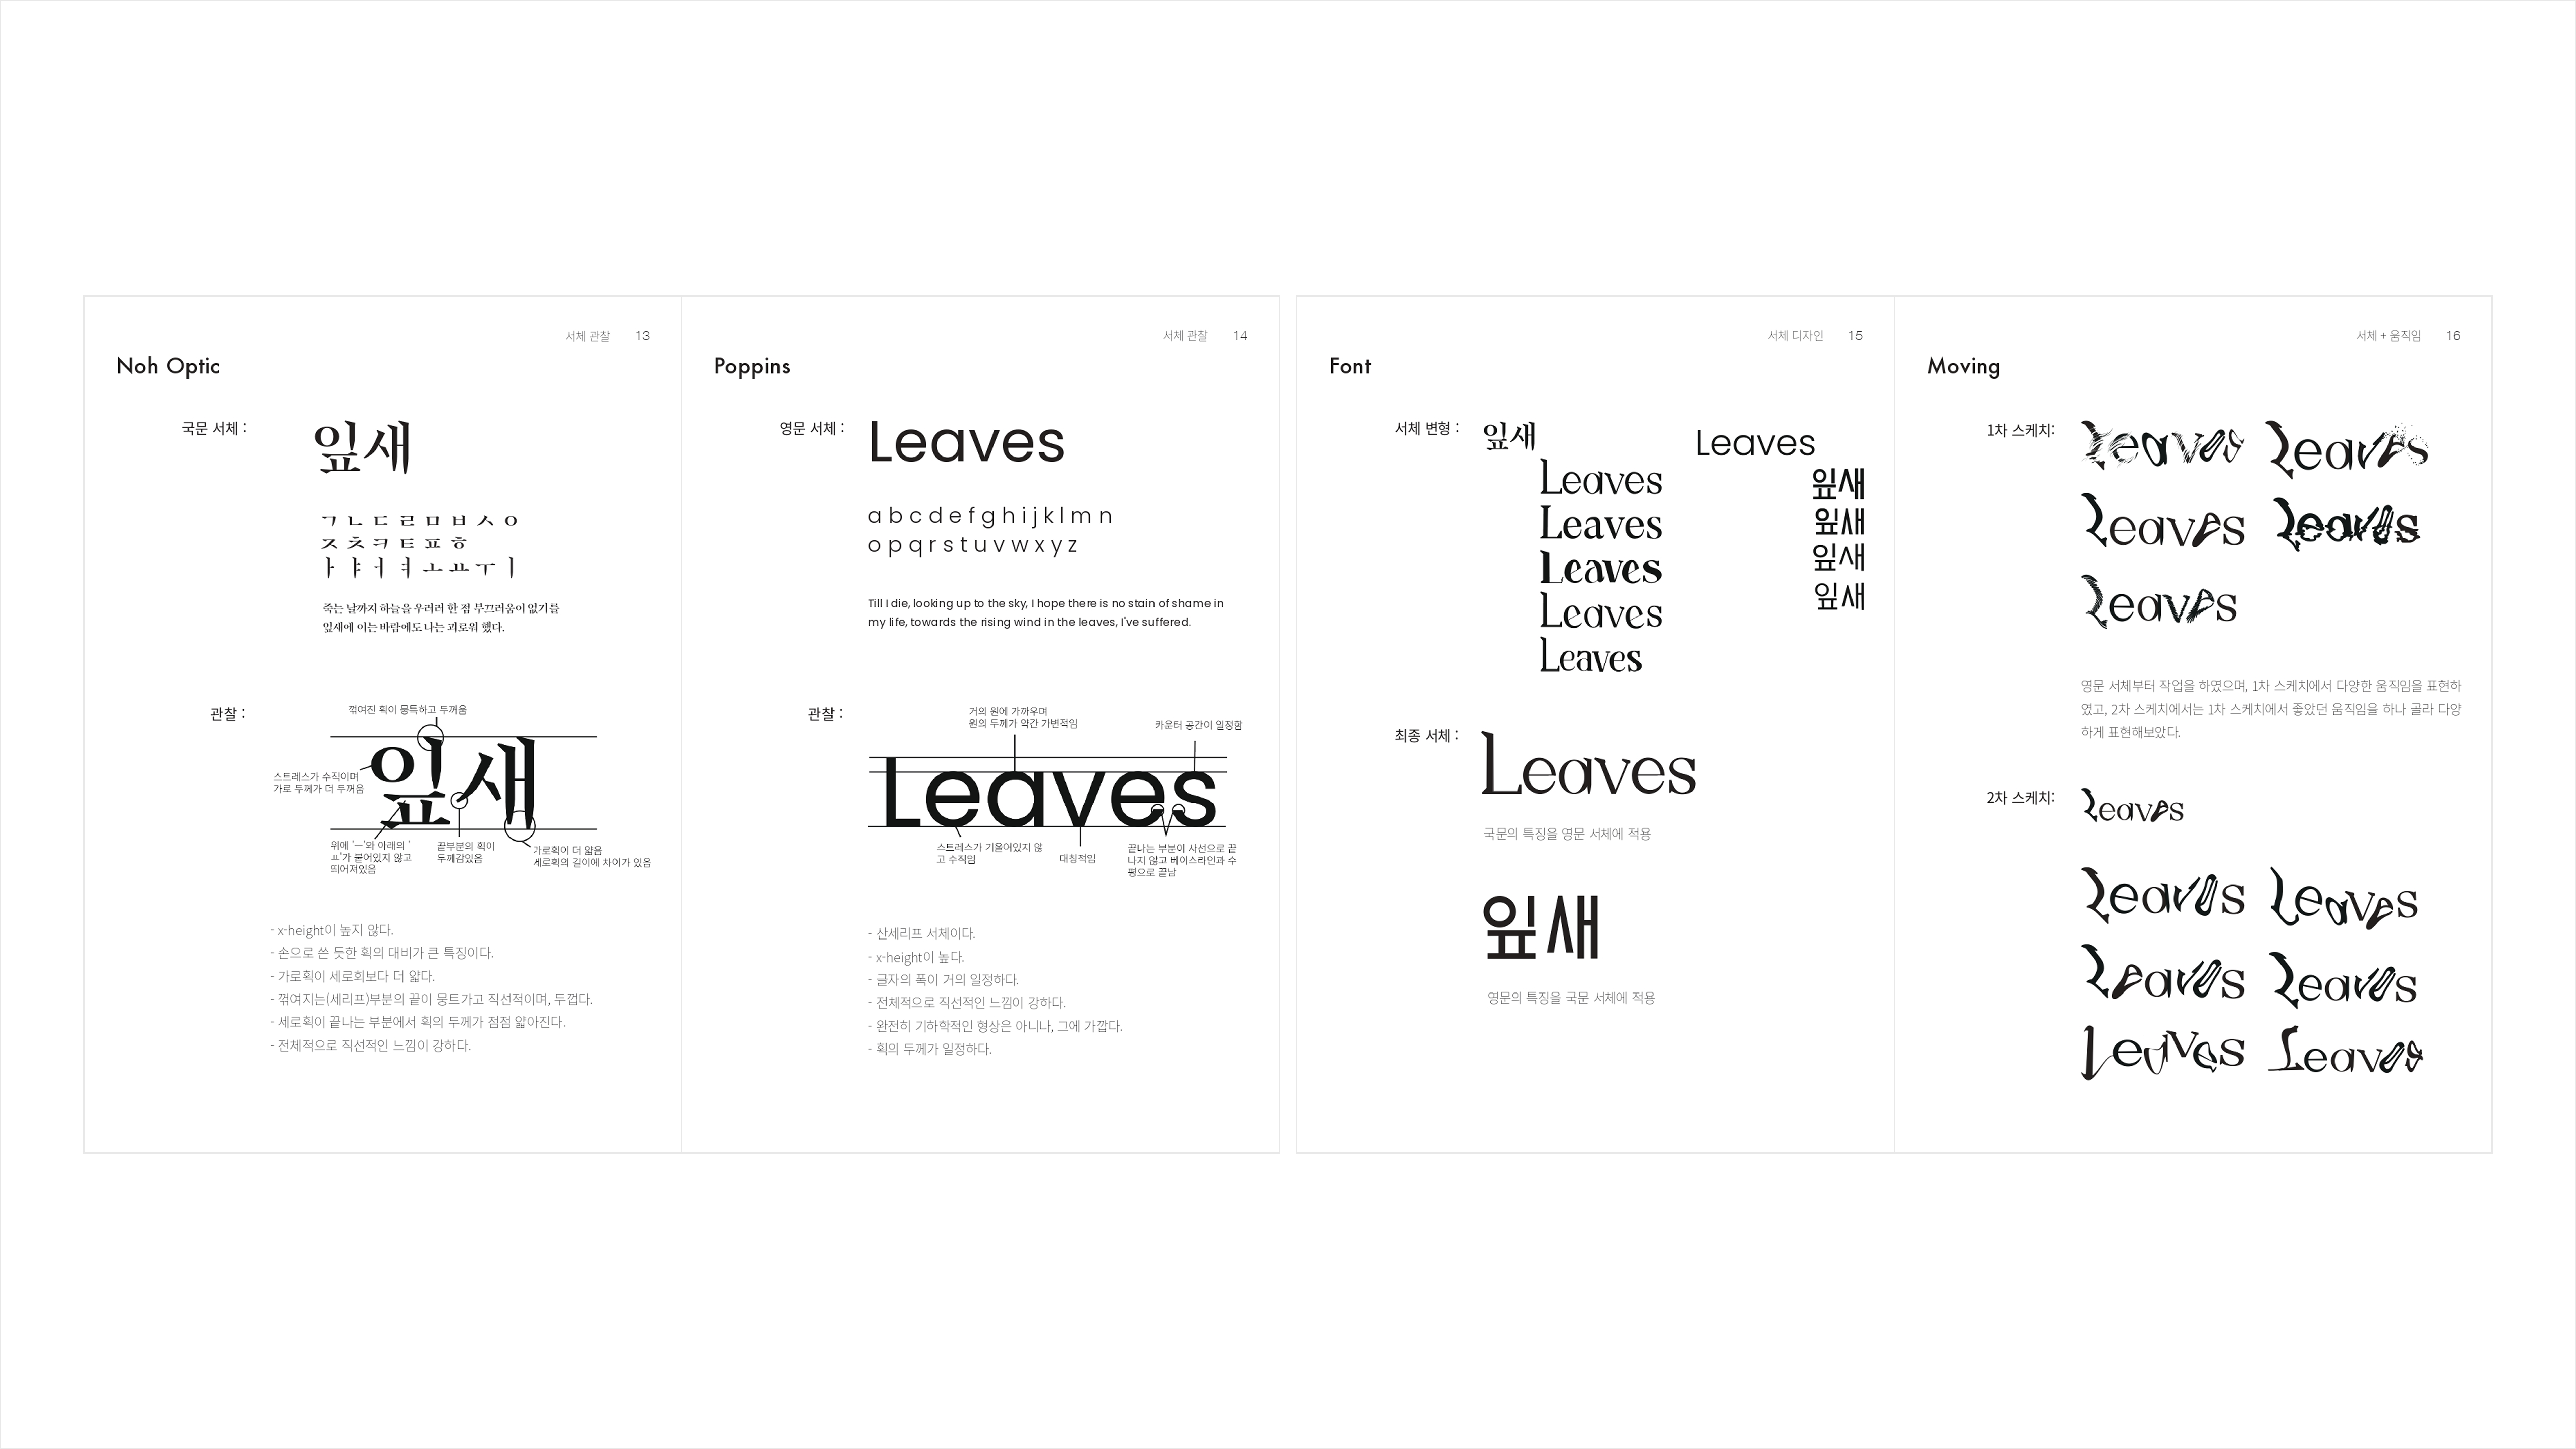 서체 관찰 13
Noh Optic
국문 서체 :
잎새
ㄱ ㄴ ㄷ ㄹ ㅁ ㅂ ㅅ ㅇ
ㅈ ㅊ ㅋ ㅌ ㅍ ㅎ
ㅏ ㅑ ㅓ ㅕ ㅗ ㅛ ㅜ ㅣ
죽는 날까지 하늘을 우러러 한 점 부끄러움이 없기를
잎새에 이는 바람에도 나는 괴로워 했다.
관찰 :
꺾여진 획이 뭉특하고 두꺼움
잎새
스트레스가 수직이며
가로 두께가 더 두꺼움
위에 'ㅡ'와 아래의 '
ㅛ'가 붙어있지 않고
띄어져있음
끝부분의 획이
두께감있음
가로획이 더 얇음
세로획의 길이에 차이가 있음
- x-height이 높지 않다.
- 손으로 쓴 듯한 획의 대비가 큰 특징이다.
- 가로획이 세로회보다 더 얇다.
- 꺾여지는(세리프)부분의 끝이 뭉트가고 직선적이며, 두껍다.
- 세로획이 끝나는 부분에서 획의 두께가 점점 얇아진다.
- 전체적으로 직선적인 느낌이 강하다.
서체 관찰 14
Poppins
영문 서체 :
Leaves
a b c d e f g h i j k l m n
o p q r s t u v w x y z
Till I die, looking up to the sky, I hope there is no stain of shame in
my life, towards the rising wind in the leaves, I've suffered.
관찰 :
거의 원에 가까우며
원의 두께가 약간 가변적임
카운터 공간이 일정함
Leaves
스트레스가 기울어있지 않
고 수직임
대칭적임
끝나는 부분이 사선으로 끝
나지 않고 베이스라인과 수
평으로 끝남
- 산세리프 서체이다.
- x-height이 높다.
- 글자의 폭이 거의 일정하다.
- 전체적으로 직선적인 느낌이 강하다.
- 완전히 기하학적인 형상은 아니나, 그에 가깝다.
- 획의 두께가 일정하다.
서체 디자인 15
Font
서체 변형 :
잎새
Leaves
Leaves
Leaves
Leaves
Leaves
Leaves
잎새
잎새
잎새
잎새
최종 서체 :
Leaves
국문의 특징을 영문 서체에 적용
잎새
영문의 특징을 국문 서체에 적용
서체 + 움직임 16
Moving
1차 스케치:
Leaves Leaves
Leaves Leaves
Leaves
영문 서체부터 작업을 하였으며, 1차 스케치에서 다양한 움직임을 표현하
였고, 2차 스케치에서는 1차 스케치에서 좋았던 움직임을 하나 골라 다양
하게 표현해보았다.
2차 스케치:
Leaves
Leaves Leaves
Leaves Leaves
Leaves Leaves